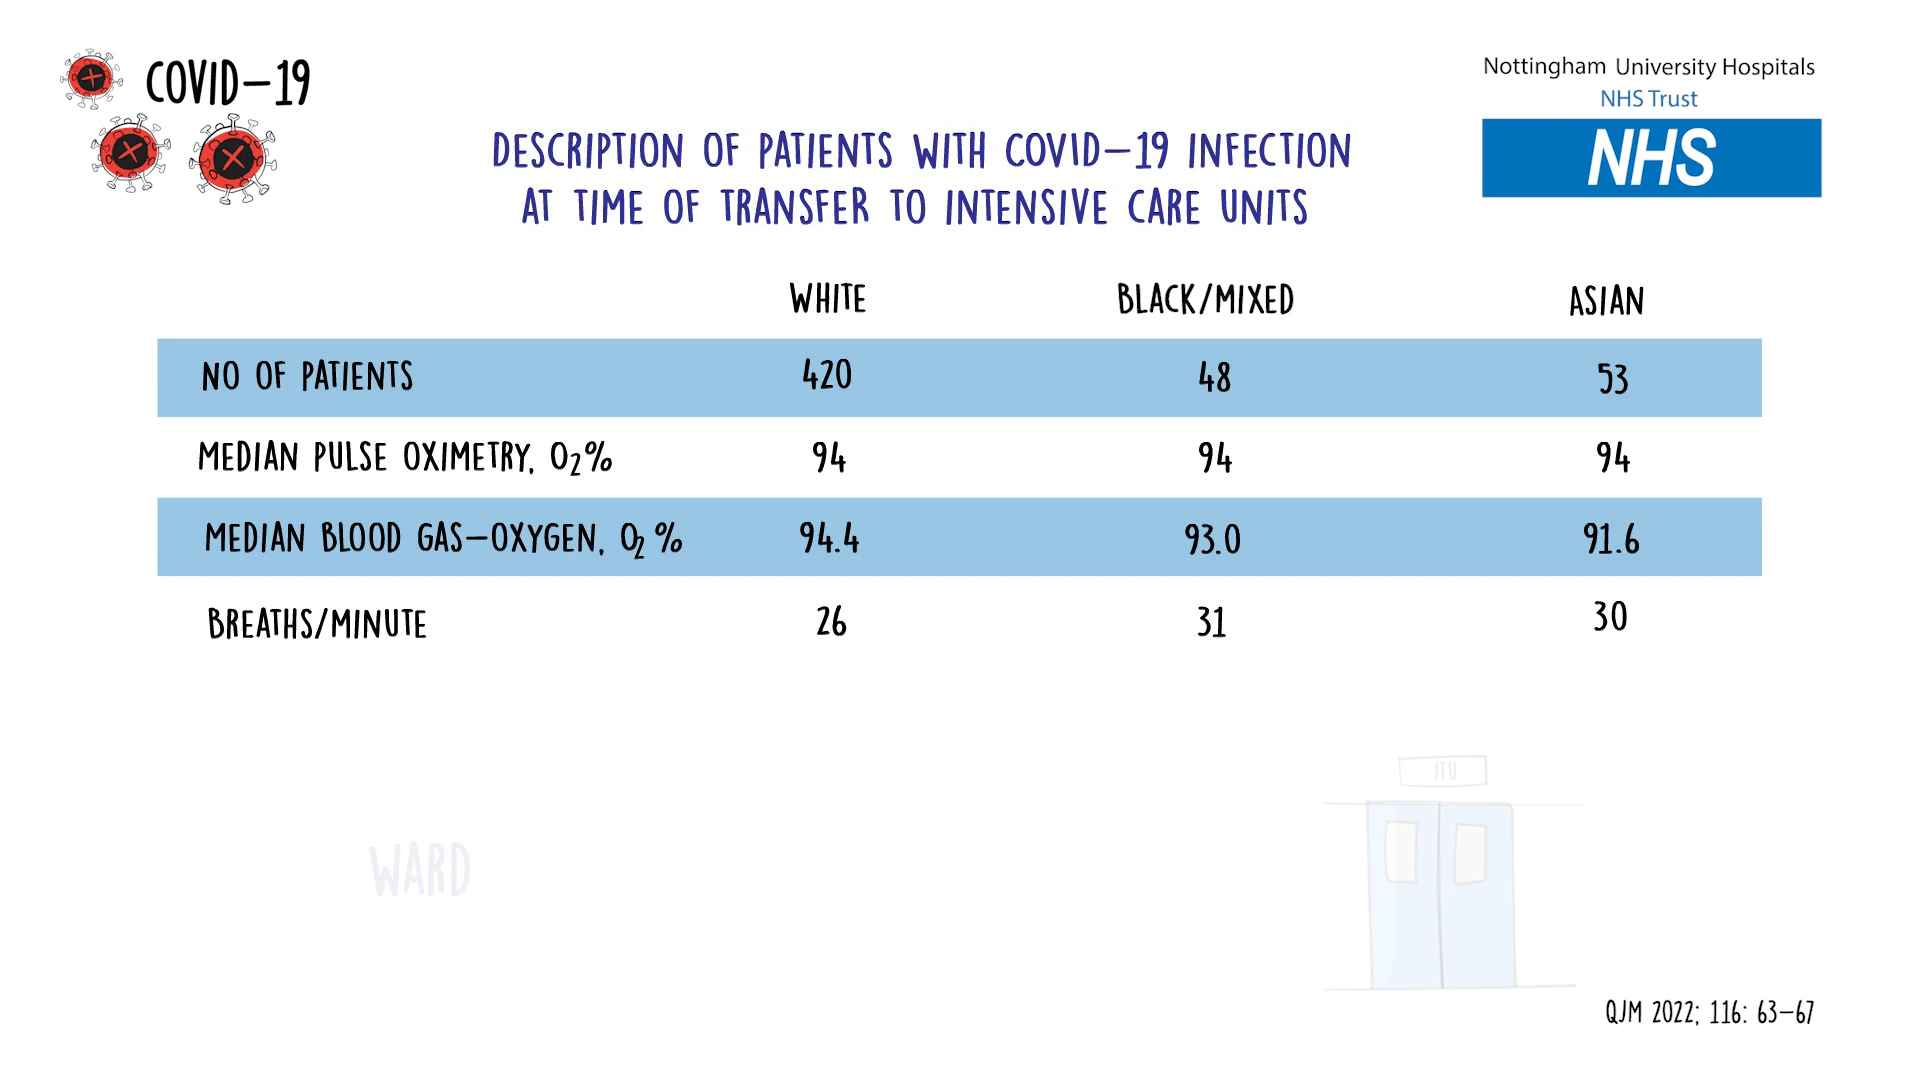 COVID-19
Nottingham University Hospitals
NHS Trust
NHS
DESCRIPTION OF PATIENTS WITH COVID-19 INFECTION
AT TIME OF TRANSFER TO INTENSIVE CARE UNITS
WHITE BLACK/MIXED ASIAN
NO OF PATIENTS 420 48 53
MEDIAN PULSE OXIMETRY, O₂% 94 94 94
MEDIAN BLOOD GAS-OXYGEN, O₂ % 94.4 93.0 91.6
BREATHS/MINUTE 26 31 30
ITU
WARD
QJM 2022; 116: 63-67